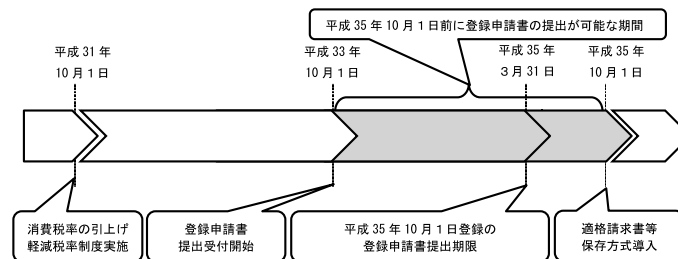 平成 35 年 10 月１日前に登録申請書の提出が可能な期間
平成 31 年
10 月１日
平成 33 年
10 月１日
平成 35 年
３月 31 日
平成 35 年
10 月１日
消費税率の引上げ
軽減税率制度実施
登録申請書
提出受付開始
平成 35 年 10 月１日登録の
登録申請書提出期限
適格請求書等
保存方式導入